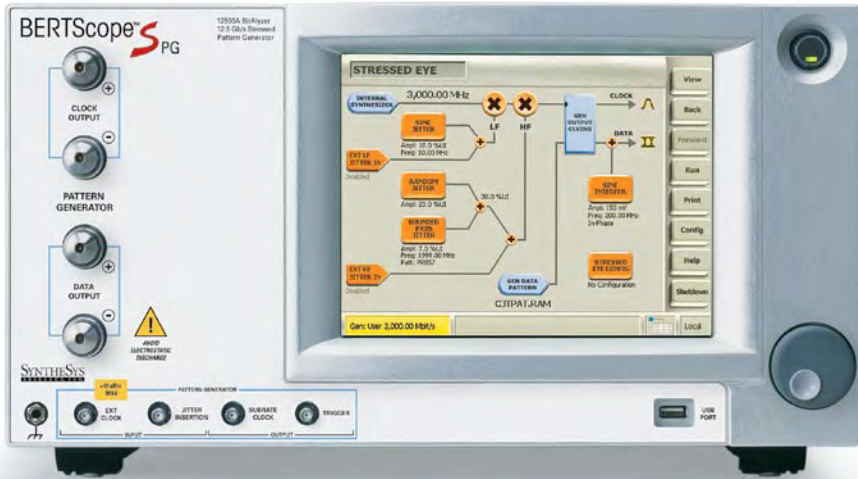 BERTScope™ S PG
12500A BitAlyzer
12.5 Gb/s Stressed
Pattern Generator
+
CLOCK
OUTPUT
-
PATTERN
GENERATOR
+
DATA
OUTPUT
-
AVOID
ELECTROSTATIC
DISCHARGE
SYNTHESYS
PATTERN GENERATOR
EXT
CLOCK
JITTER
INSERTION
SUBRATE
CLOCK
TRIGGER
INPUT
OUTPUT
STRESSED EYE
INTERNAL
SYNTHESIZER
3,000.00 MHz
LF
HF
CLOCK
GEN
OUTPUT
DATA
SINE
JITTER
Ampl: 10.0 %UI
Freq: 10.00 MHz
EXT LF
JITTER IN
Disabled
RANDOM
JITTER
Ampl: 20.0 %UI
30.0 %UI
BOUNDED
JITTER
Ampl: 7.0 %UI
Freq: 1999.00 MHz
Patt: PRBS7
EXT HF
JITTER IN
Disabled
SINE
INTERFER.
Ampl: 150 mV
Freq: 200.00 MHz
In-Phase
STRESSED
EYE CONFIG
No Configuration
GEN DATA
PATTERN
CJTPAT.RAM
Gen: User 3,000.00 Mbit/s
View
Back
Forward
Run
Print
Config
Help
Shutdown
Local
USB
PORT